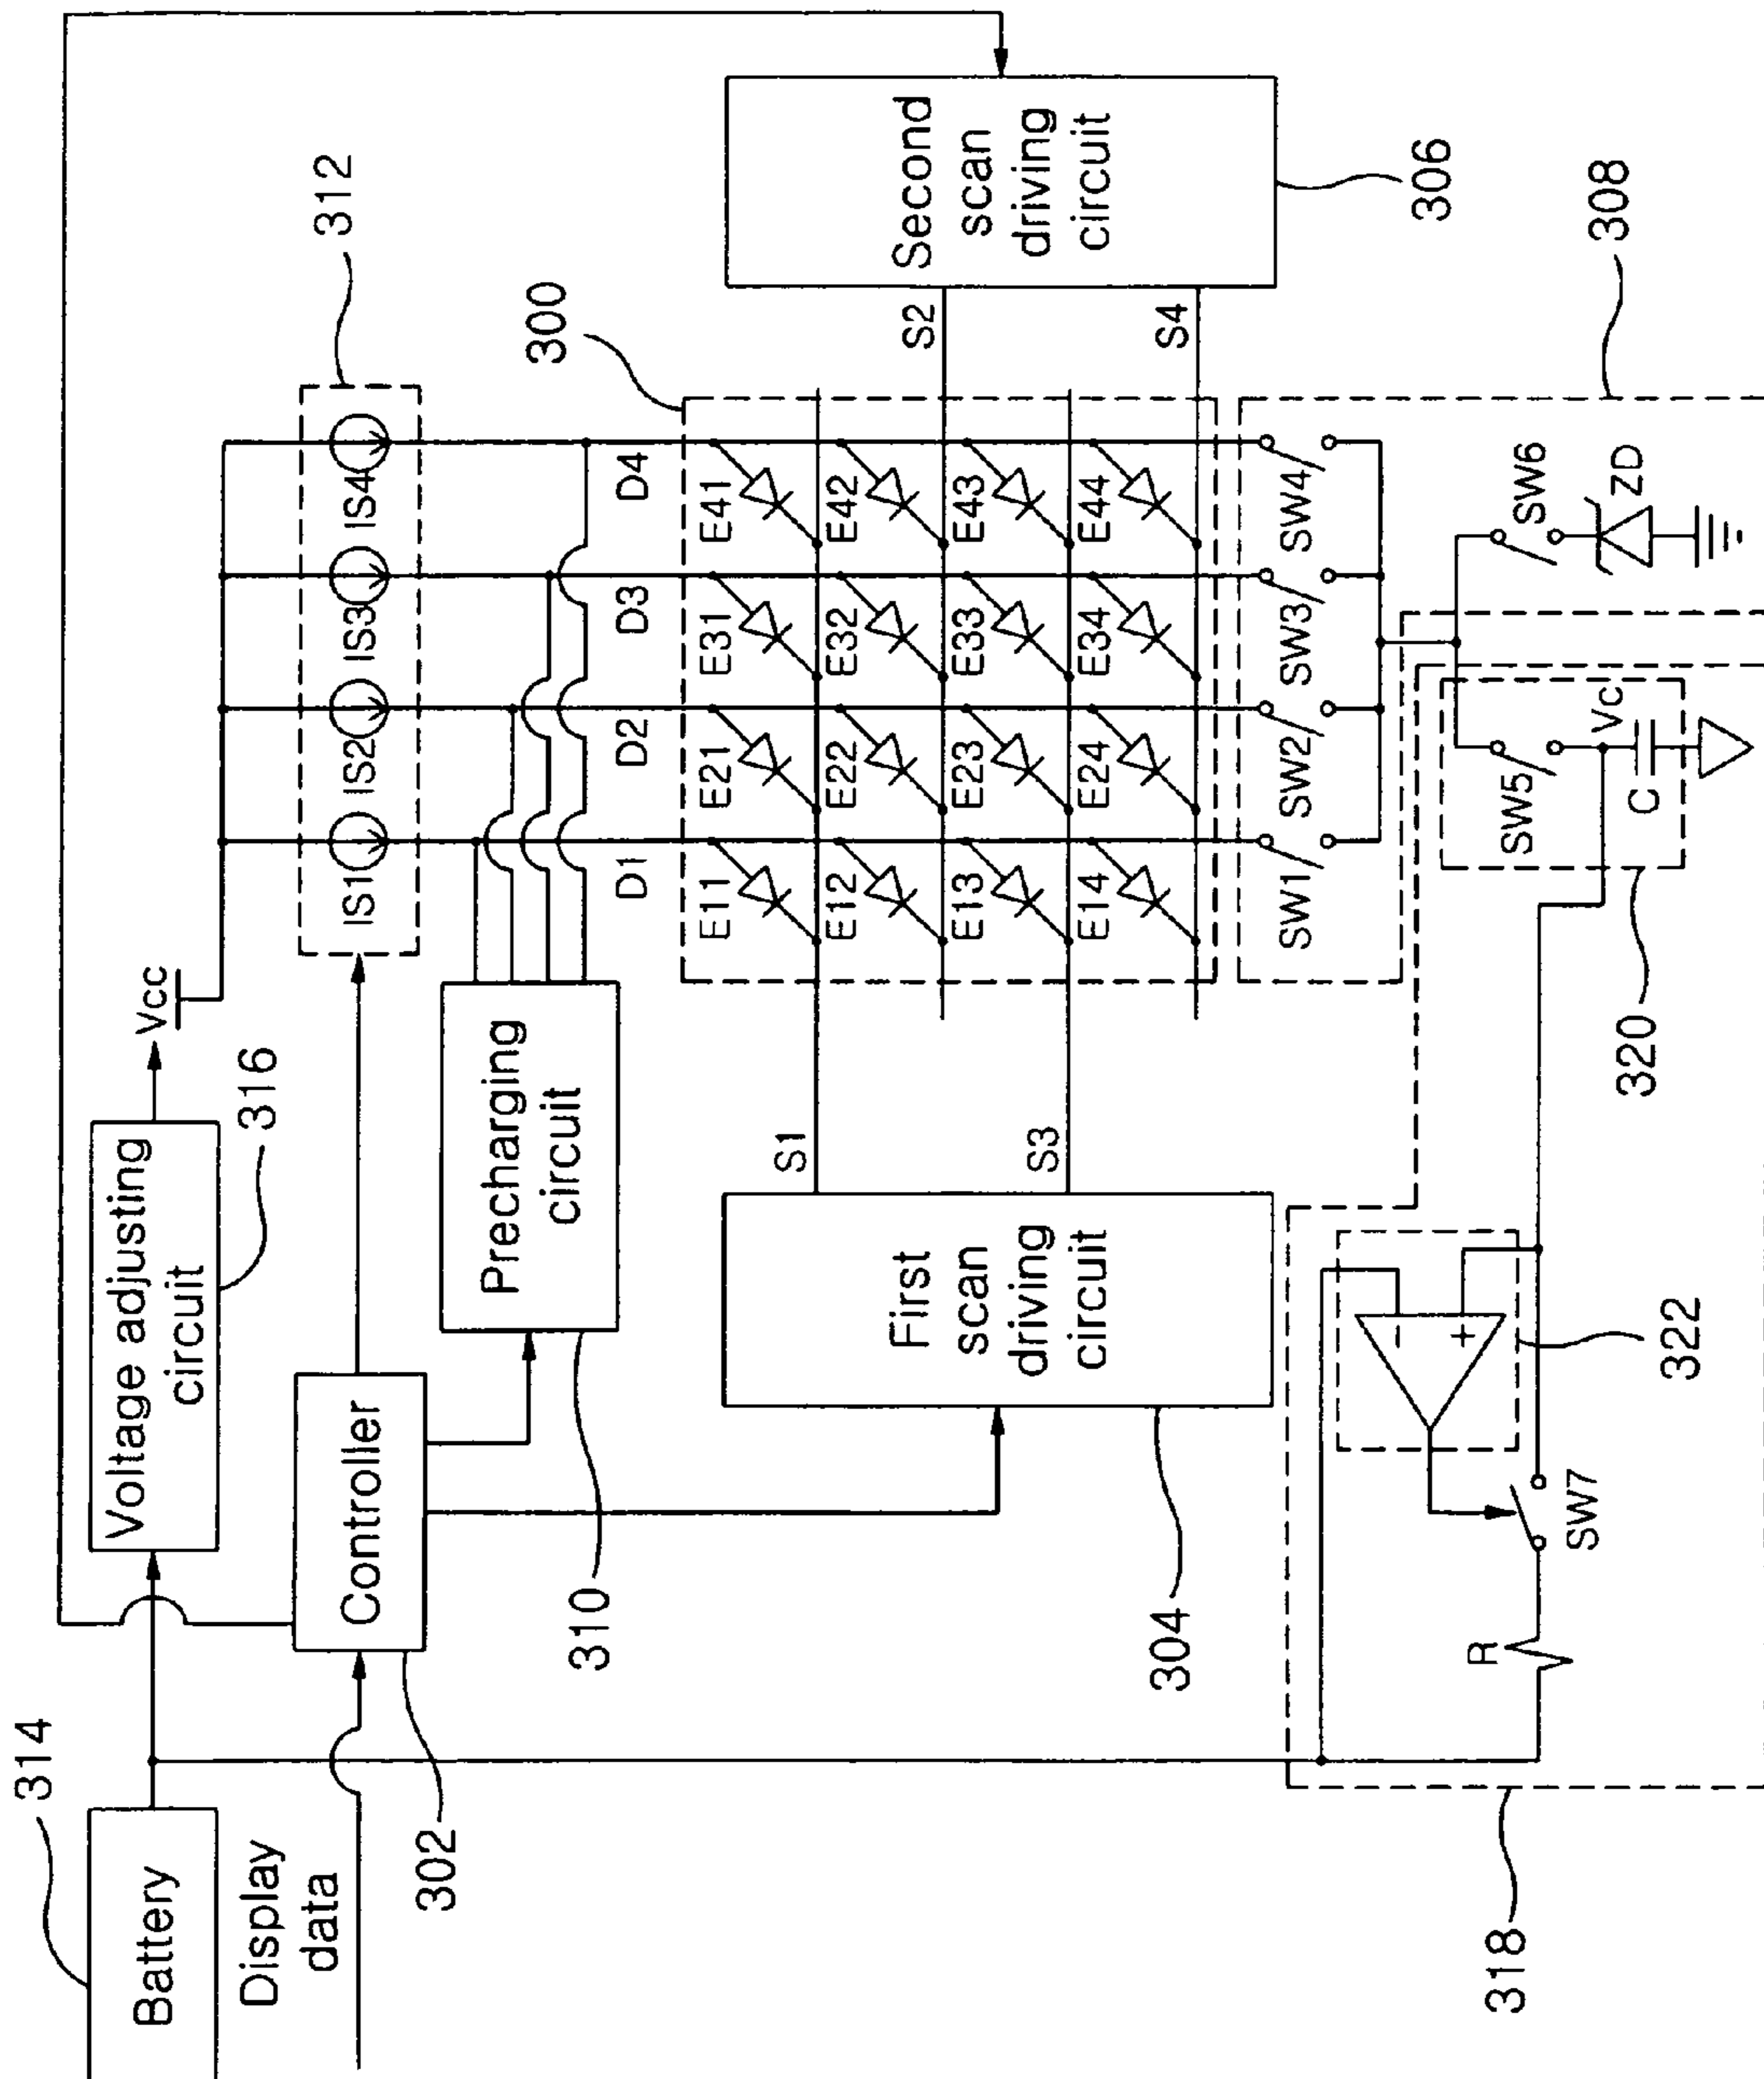 314
Battery
Display
data
302
Voltage adjusting
circuit
316
Vcc
Controller
310
Precharging
circuit
312
IS1
IS2
IS3
IS4
D1
D2
D3
D4
300
First
scan
driving
circuit
304
S1
S3
E11
E21
E31
E41
E12
E22
E32
E42
E13
E23
E33
E43
E14
E24
E34
E44
S2
S4
Second
scan
driving
circuit
306
308
SW1
SW2
SW3
SW4
SW5
SW6
Vc
C
ZD
320
322
-
+
SW7
R
318